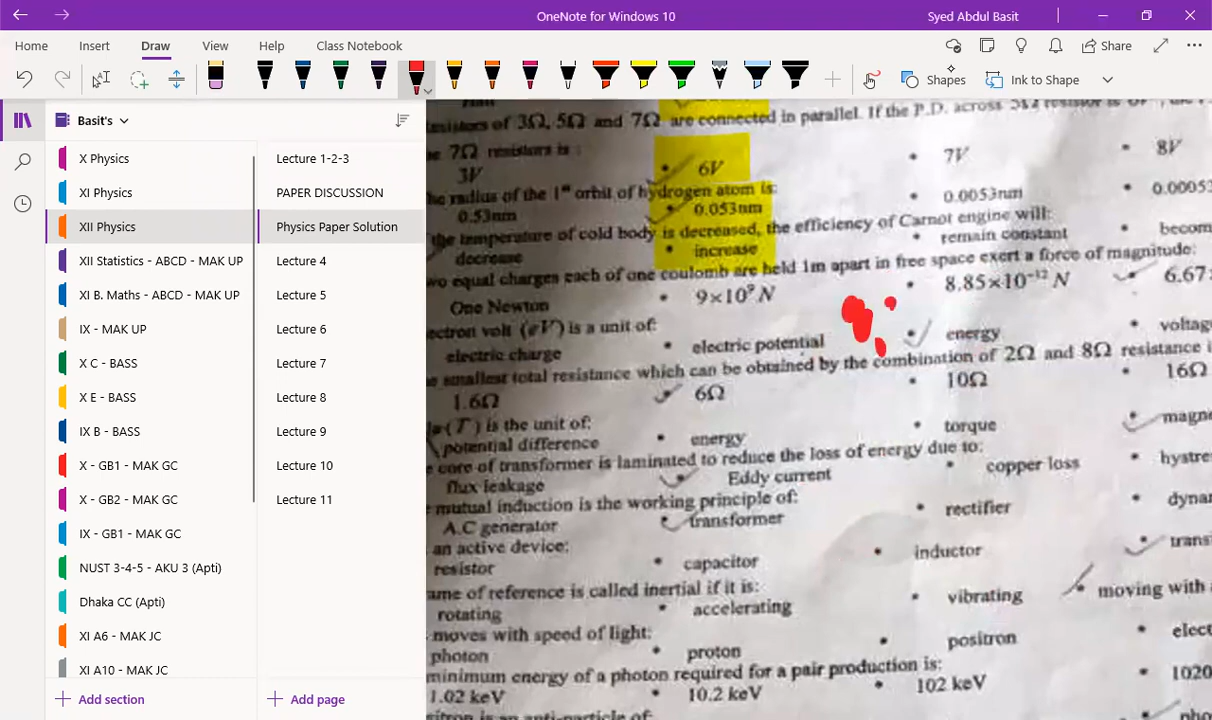 OneNote for Windows 10
Syed Abdul Basit
Home Insert Draw View Help Class Notebook Share
Shapes Ink to Shape
Basit's
X Physics
XI Physics
XII Physics
XII Statistics - ABCD - MAK UP
XI B. Maths - ABCD - MAK UP
IX - MAK UP
X C - BASS
X E - BASS
IX B - BASS
X - GB1 - MAK GC
X - GB2 - MAK GC
IX - GB1 - MAK GC
NUST 3-4-5 - AKU 3 (Apti)
Dhaka CC (Apti)
XI A6 - MAK JC
XI A10 - MAK JC
Add section
Lecture 1-2-3
PAPER DISCUSSION
Physics Paper Solution
Lecture 4
Lecture 5
Lecture 6
Lecture 7
Lecture 8
Lecture 9
Lecture 10
Lecture 11
Add page
of 3Ω, 5Ω and 7Ω are connected in parallel. If the P.D. across 5Ω resistor is
7Ω resistors is :
3V • 6V • 7V • 8V
radius of the 1st orbit of hydrogen atom is:
0.53nm • 0.053nm • 0.0053nm •
the temperature of cold body is decreased, the efficiency of Carnot engine will:
decrease • increase • remain constant •
equal charges each of one coulomb are held 1m apart in free space exert a force of magnitude:
One Newton • 9×10⁹ N • 8.85×10⁻¹² N • 6.67
volt (eV) is a unit of:
electric charge • electric potential • energy •
smallest total resistance which can be obtained by the combination of 2Ω and 8Ω resistance
1.6Ω • 6Ω • 10Ω • 16Ω
(T) is the unit of:
potential difference • energy • torque •
core of transformer is laminated to reduce the loss of energy due to:
flux leakage • Eddy current • copper loss •
mutual induction is the working principle of:
A.C generator • transformer • rectifier •
an active device:
resistor • capacitor • inductor •
of reference is called inertial if it is:
rotating • accelerating • vibrating • moving with
moves with speed of light:
photon • proton • positron •
minimum energy of a photon required for a pair production is:
1.02 keV • 10.2 keV • 102 keV • 1020
is an anti-particle of: